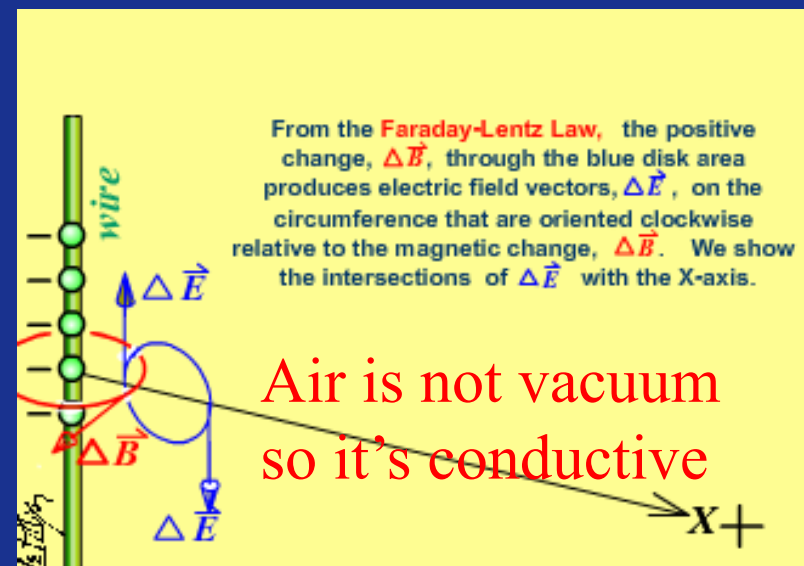 From the Faraday-Lentz Law, the positive
change, ΔB⃗, through the blue disk area
produces electric field vectors, ΔE⃗, on the
circumference that are oriented clockwise
relative to the magnetic change, ΔB⃗. We show
the intersections of ΔE⃗ with the X-axis.
wire
ΔE⃗
Air is not vacuum
so it's conductive
ΔB⃗
ΔE⃗
X